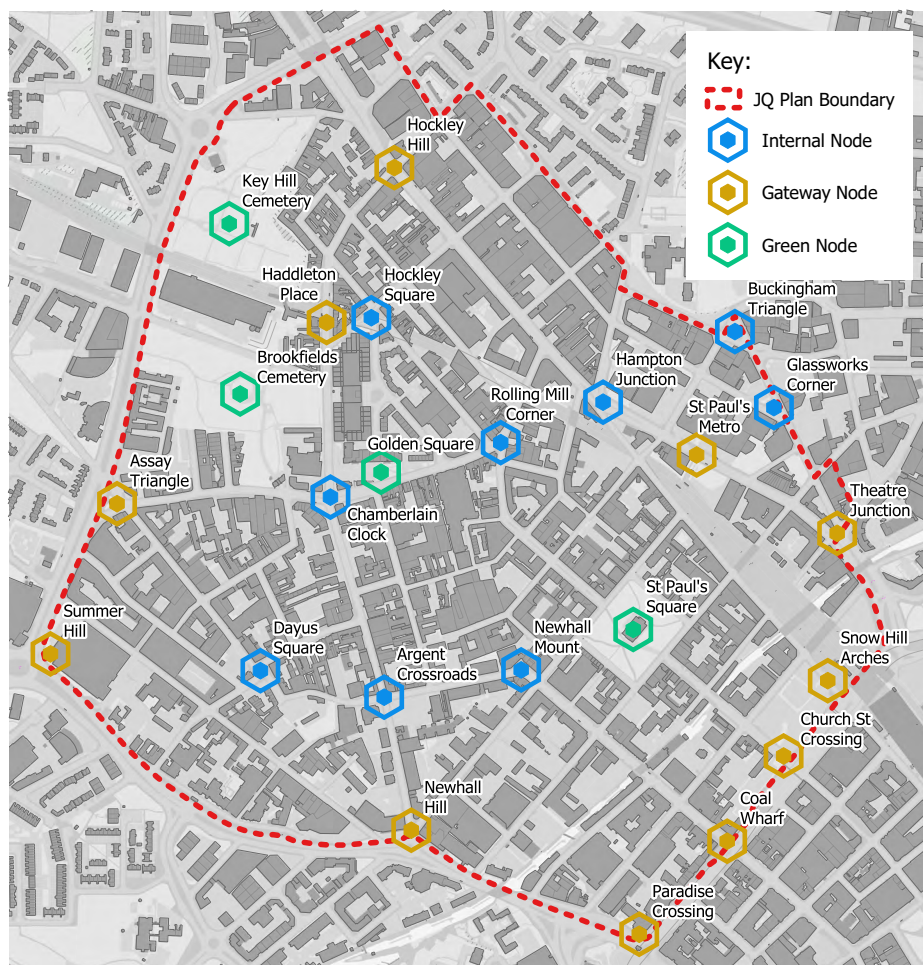 Key:
JQ Plan Boundary
Internal Node
Gateway Node
Green Node
Hockley
Hill
Key Hill
Cemetery
Haddleton
Place
Hockley
Square
Buckingham
Triangle
Brookfields
Cemetery
Hampton
Junction
Glassworks
Corner
Rolling Mill
Corner
St Paul's
Metro
Golden Square
Assay
Triangle
Chamberlain
Clock
Theatre
Junction
Summer
Hill
Dayus
Square
Argent
Crossroads
Newhall
Mount
St Paul's
Square
Snow Hill
Arches
Church St
Crossing
Newhall
Hill
Coal
Wharf
Paradise
Crossing